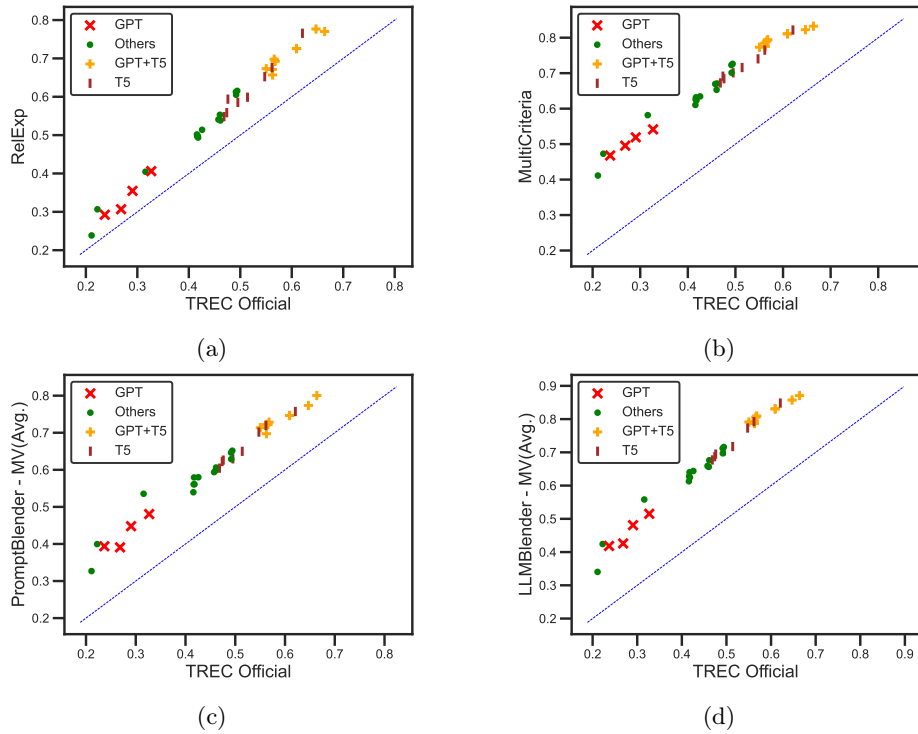 GPT
Others
GPT+T5
T5
0.8
0.7
0.6
0.5
0.4
0.3
0.2
RelExp
0.2 0.3 0.4 0.5 0.6 0.7 0.8
TREC Official
(a)
GPT
Others
GPT+T5
T5
0.8
0.7
0.6
0.5
0.4
0.3
0.2
MultiCriteria
0.2 0.3 0.4 0.5 0.6 0.7 0.8
TREC Official
(b)
GPT
Others
GPT+T5
T5
0.8
0.7
0.6
0.5
0.4
0.3
0.2
PromptBlender - MV(Avg.)
0.2 0.3 0.4 0.5 0.6 0.7 0.8
TREC Official
(c)
GPT
Others
GPT+T5
T5
0.9
0.8
0.7
0.6
0.5
0.4
0.3
0.2
LLMBlender - MV(Avg.)
0.2 0.3 0.4 0.5 0.6 0.7 0.8 0.9
TREC Official
(d)